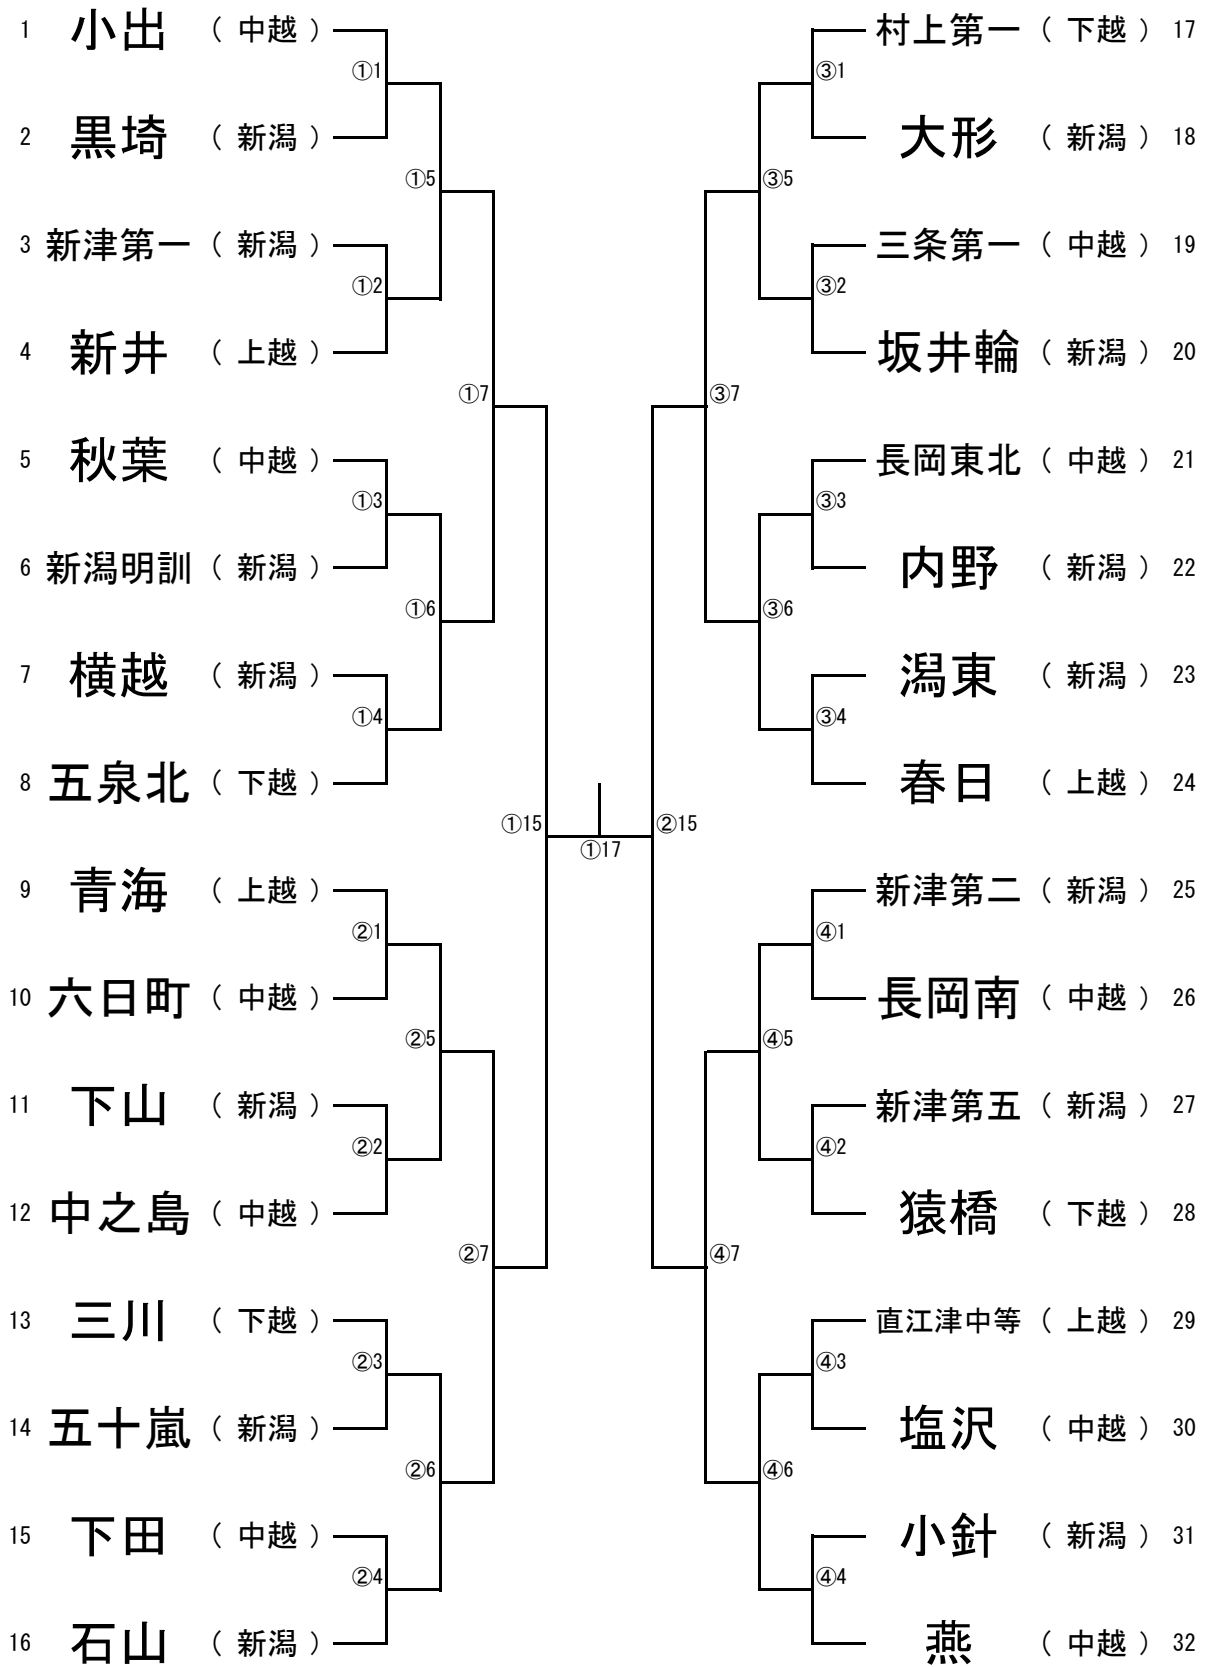 1 小出 ( 中越 )
①1
2 黒埼 ( 新潟 )
①5
3 新津第一 ( 新潟 )
①2
4 新井 ( 上越 )
①7
5 秋葉 ( 中越 )
①3
6 新潟明訓 ( 新潟 )
①6
7 横越 ( 新潟 )
①4
8 五泉北 ( 下越 )
①15
9 青海 ( 上越 )
②1
10 六日町 ( 中越 )
②5
11 下山 ( 新潟 )
②2
12 中之島 ( 中越 )
②7
13 三川 ( 下越 )
②3
14 五十嵐 ( 新潟 )
②6
15 下田 ( 中越 )
②4
16 石山 ( 新潟 )
①17
村上第一 ( 下越 ) 17
③1
大形 ( 新潟 ) 18
③5
三条第一 ( 中越 ) 19
③2
坂井輪 ( 新潟 ) 20
③7
長岡東北 ( 中越 ) 21
③3
内野 ( 新潟 ) 22
③6
潟東 ( 新潟 ) 23
③4
春日 ( 上越 ) 24
②15
新津第二 ( 新潟 ) 25
④1
長岡南 ( 中越 ) 26
④5
新津第五 ( 新潟 ) 27
④2
猿橋 ( 下越 ) 28
④7
直江津中等 ( 上越 ) 29
④3
塩沢 ( 中越 ) 30
④6
小針 ( 新潟 ) 31
④4
燕 ( 中越 ) 32